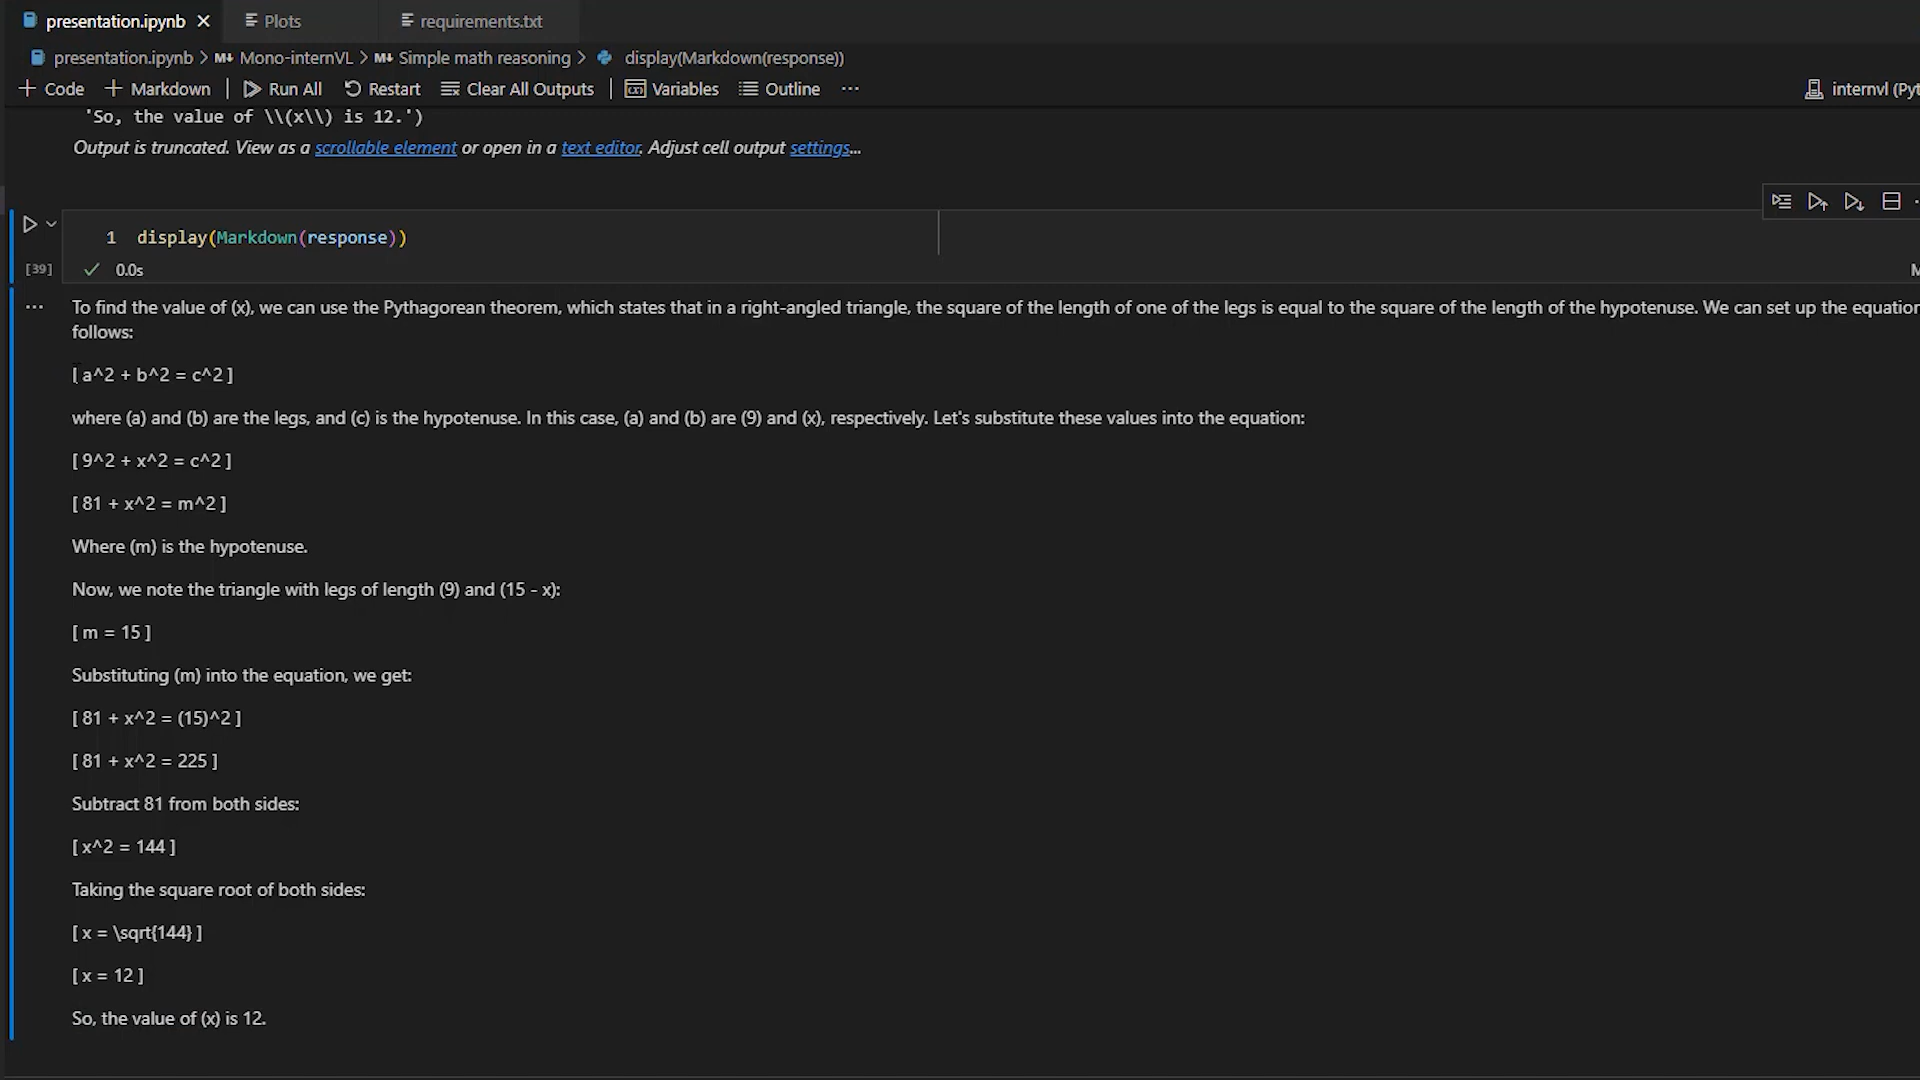 presentation.ipynb
Plots
requirements.txt
presentation.ipynb > M↓ Mono-internVL > M↓ Simple math reasoning > display(Markdown(response))
+ Code + Markdown | Run All Restart Clear All Outputs | Variables Outline ... internvl (Pyt
'So, the value of \\(x\\) is 12.')
Output is truncated. View as a scrollable element or open in a text editor. Adjust cell output settings...
1 display(Markdown(response))
[39] 0.0s
To find the value of (x), we can use the Pythagorean theorem, which states that in a right-angled triangle, the square of the length of one of the legs is equal to the square of the length of the hypotenuse. We can set up the equation
follows:
[ a^2 + b^2 = c^2 ]
where (a) and (b) are the legs, and (c) is the hypotenuse. In this case, (a) and (b) are (9) and (x), respectively. Let's substitute these values into the equation:
[ 9^2 + x^2 = c^2 ]
[ 81 + x^2 = m^2 ]
Where (m) is the hypotenuse.
Now, we note the triangle with legs of length (9) and (15 - x):
[ m = 15 ]
Substituting (m) into the equation, we get:
[ 81 + x^2 = (15)^2 ]
[ 81 + x^2 = 225 ]
Subtract 81 from both sides:
[ x^2 = 144 ]
Taking the square root of both sides:
[ x = \sqrt{144} ]
[ x = 12 ]
So, the value of (x) is 12.